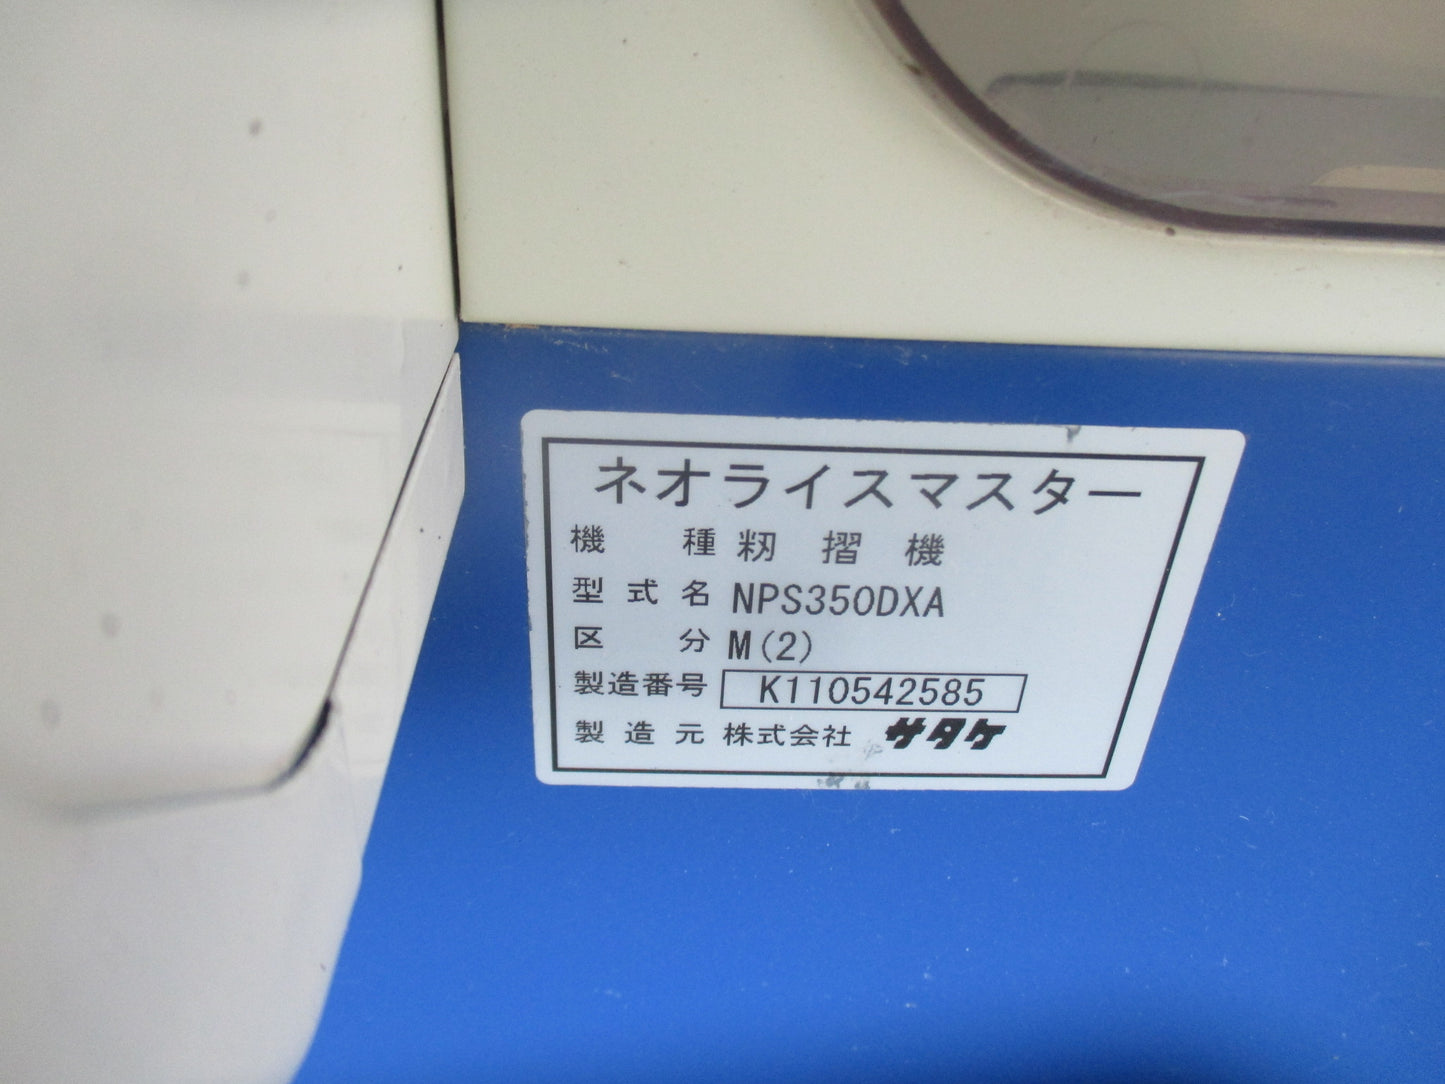 ネオライスマスター
機種 籾摺機
型式名 NPS350DXA
区分 M(2)
製造番号 K110542585
製造元 株式会社 サタケ